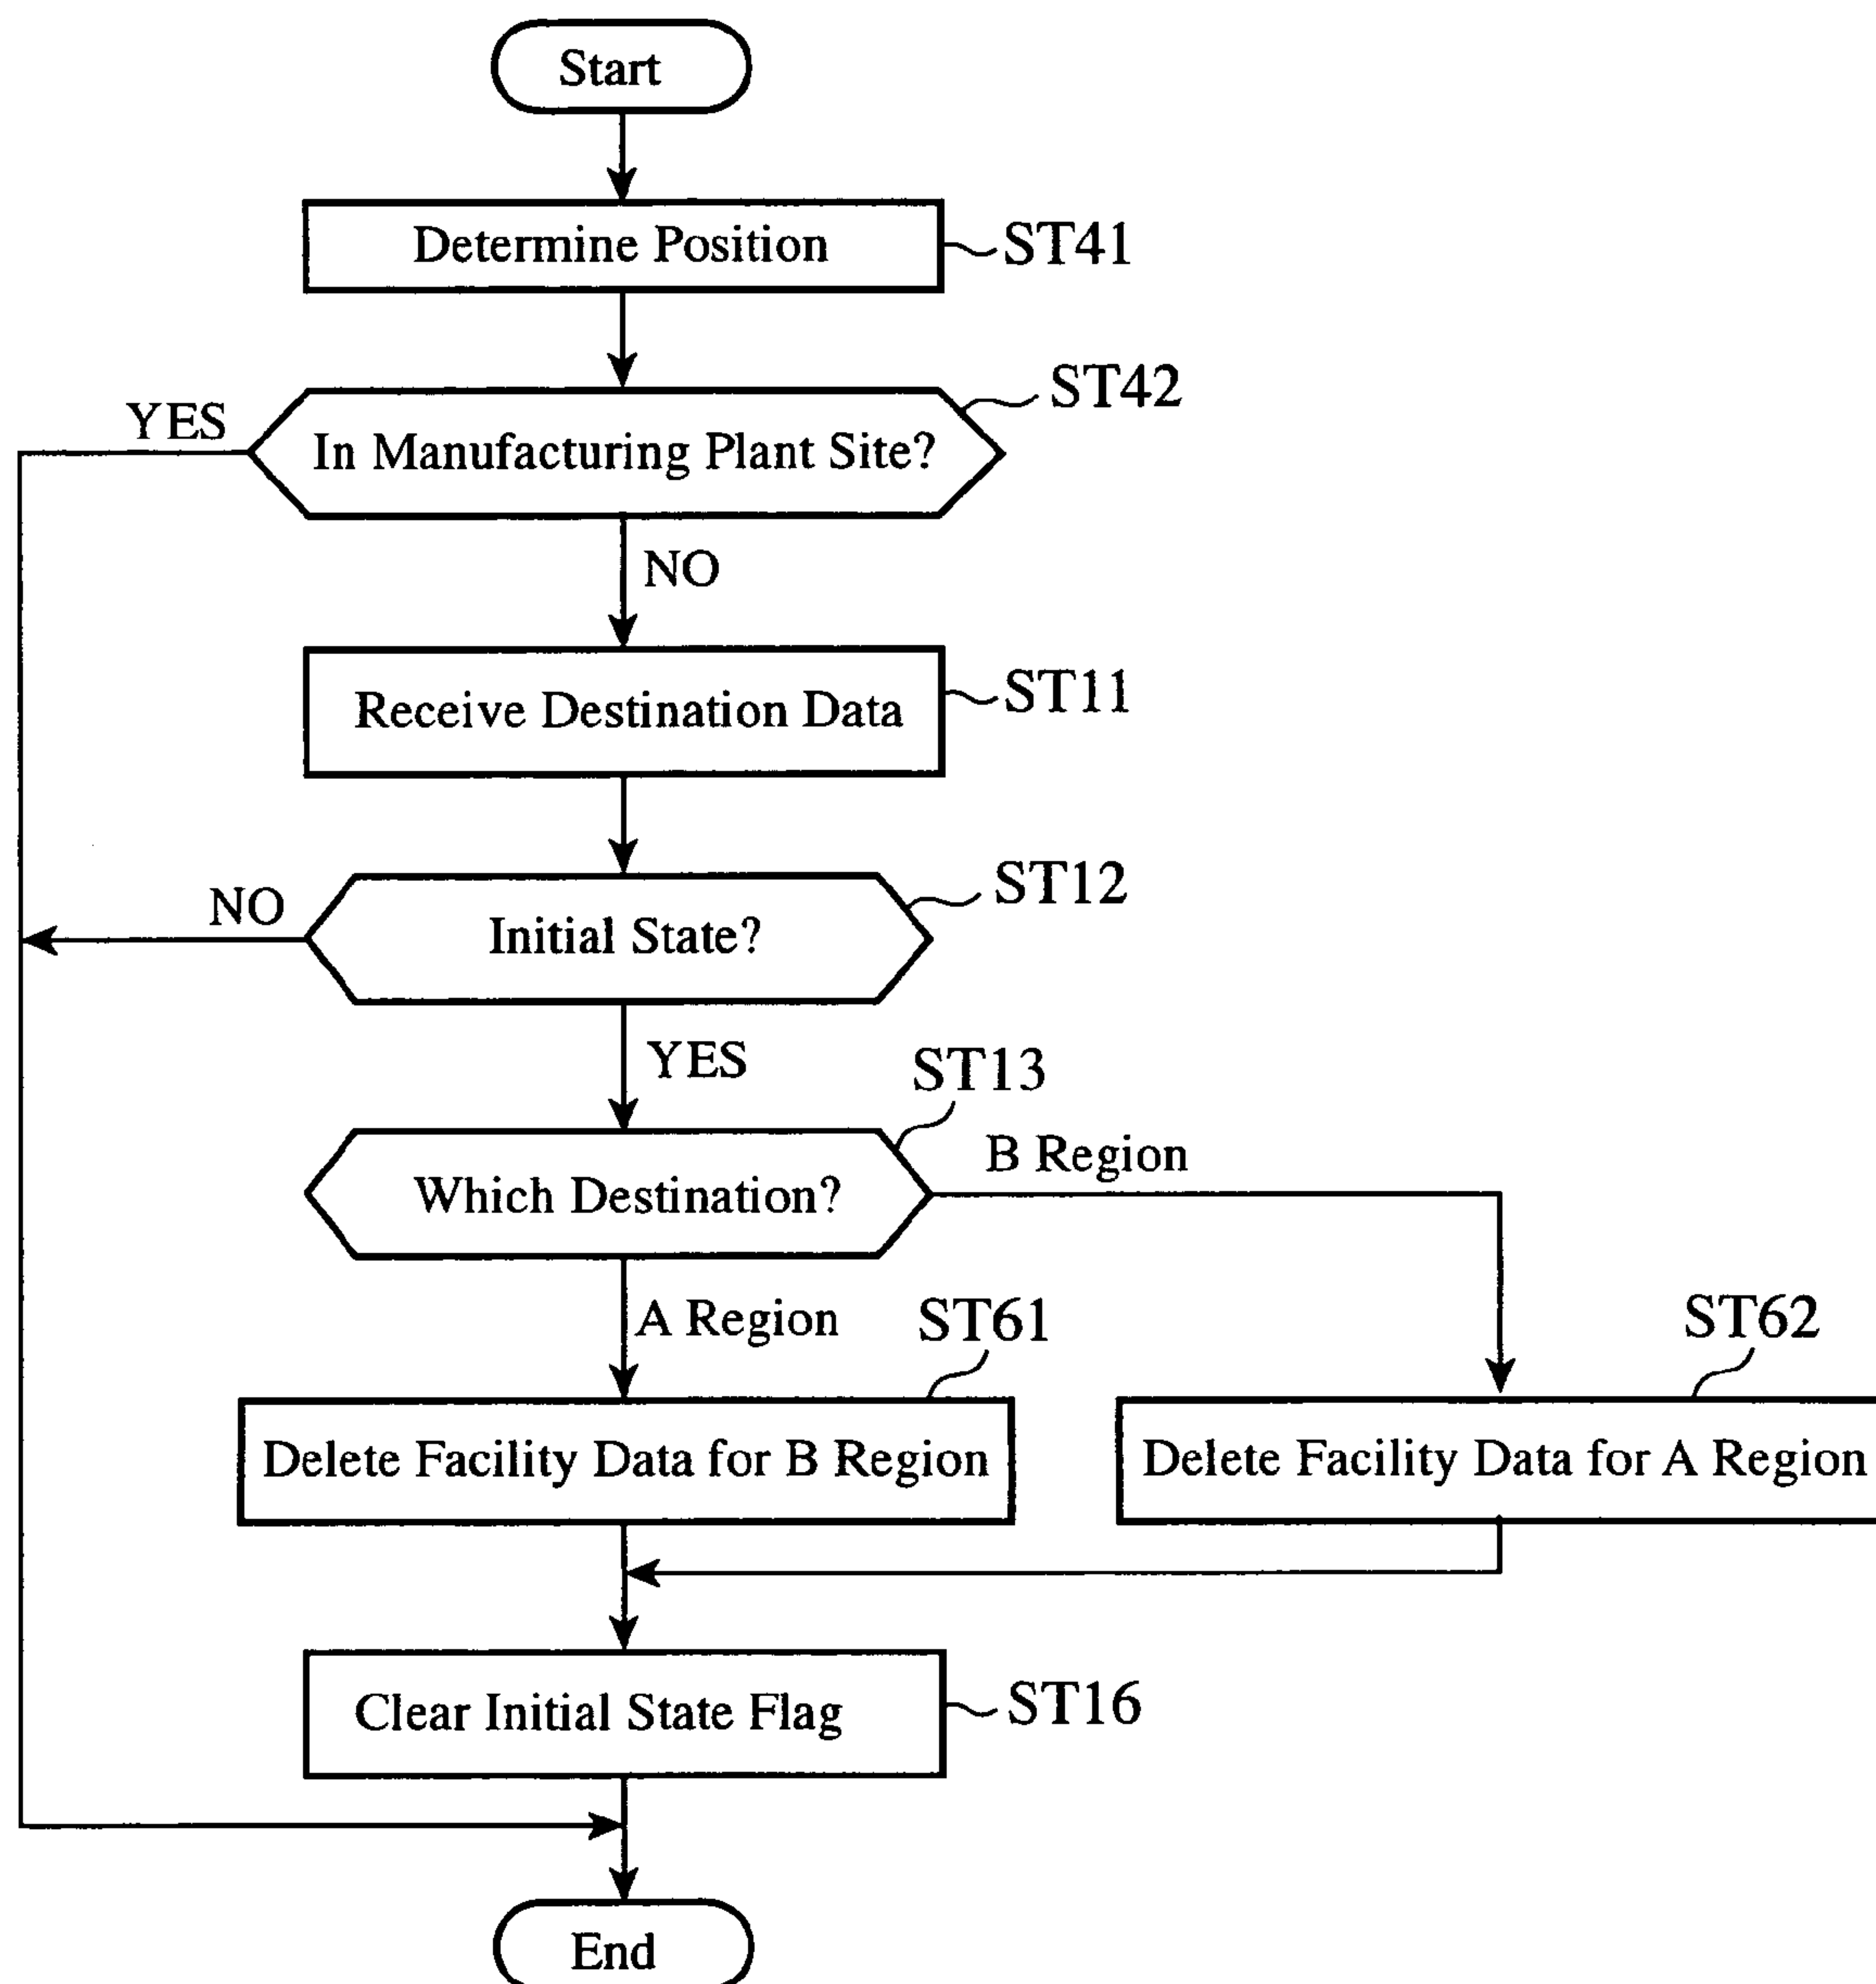 Start
Determine Position
ST41
ST42
YES
In Manufacturing Plant Site?
NO
Receive Destination Data
ST11
ST12
NO
Initial State?
YES
ST13
B Region
Which Destination?
A Region
ST61
ST62
Delete Facility Data for B Region
Delete Facility Data for A Region
Clear Initial State Flag
ST16
End